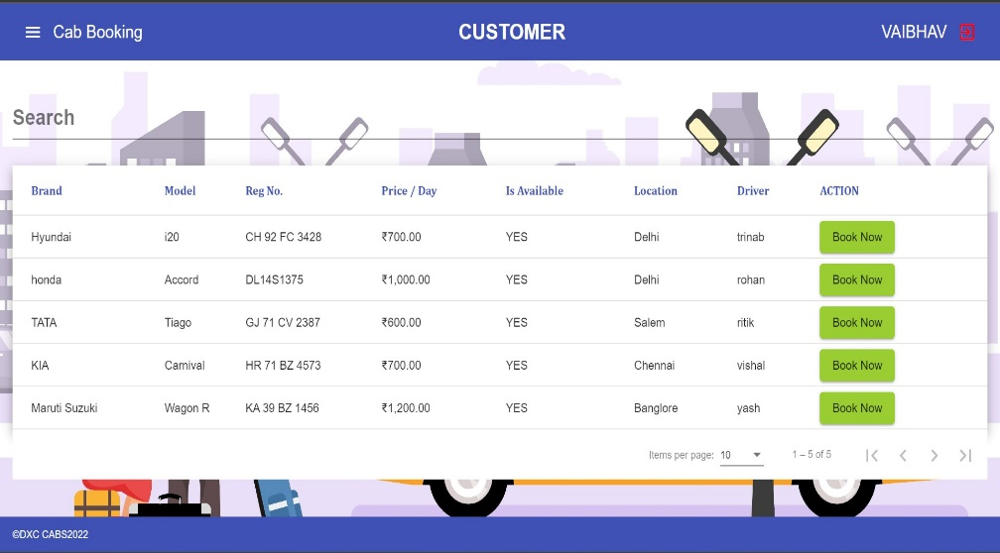 Cab Booking CUSTOMER VAIBHAV
Search
Brand Model Reg No. Price / Day Is Available Location Driver ACTION
Hyundai i20 CH 92 FC 3428 ₹700.00 YES Delhi trinab Book Now
honda Accord DL14S1375 ₹1,000.00 YES Delhi rohan Book Now
TATA Tiago GJ 71 CV 2387 ₹600.00 YES Salem ritik Book Now
KIA Carnival HR 71 BZ 4573 ₹700.00 YES Chennai vishal Book Now
Maruti Suzuki Wagon R KA 39 BZ 1456 ₹1,200.00 YES Banglore yash Book Now
Items per page: 10 1 – 5 of 5
©DXC CABS2022